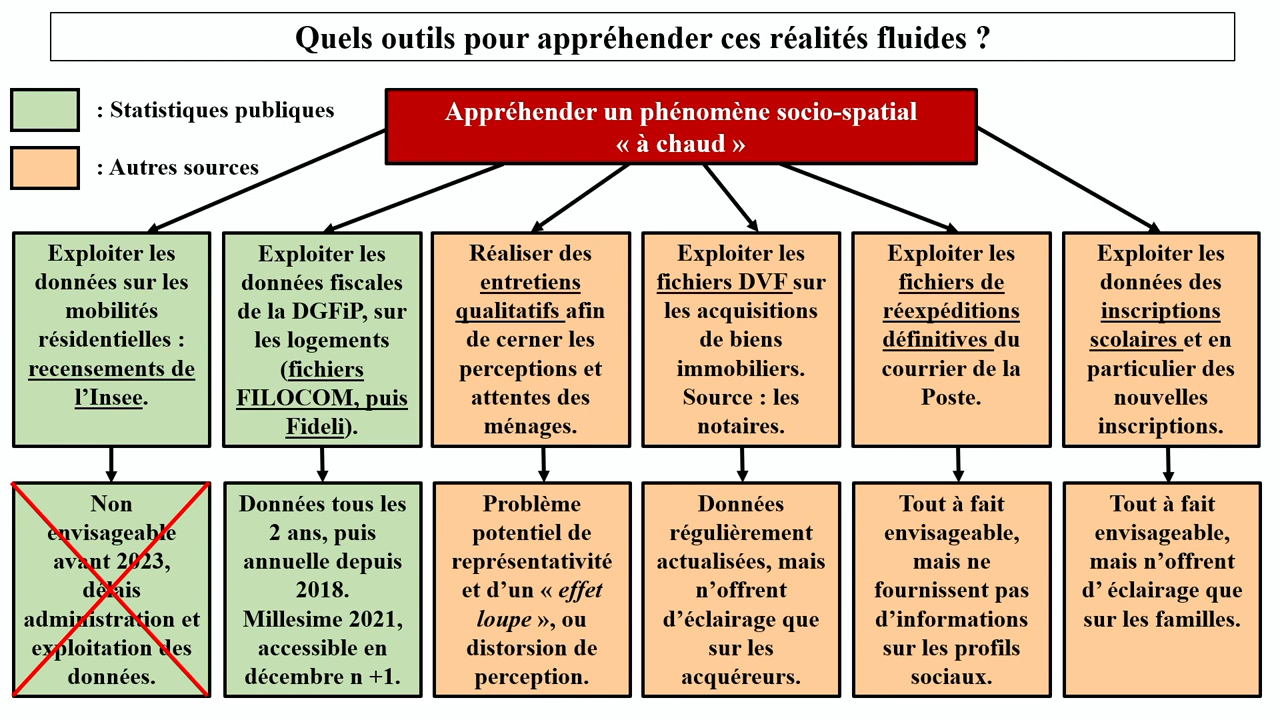 Quels outils pour appréhender ces réalités fluides ?
: Statistiques publiques
: Autres sources
Appréhender un phénomène socio-spatial
« à chaud »
Exploiter les
données sur les
mobilités
résidentielles :
recensements de
l’Insee.
Exploiter les
données fiscales
de la DGFiP, sur
les logements
(fichiers
FILOCOM, puis
Fideli).
Réaliser des
entretiens
qualitatifs afin
de cerner les
perceptions et
attentes des
ménages.
Exploiter les
fichiers DVF sur
les acquisitions
de biens
immobiliers.
Source : les
notaires.
Exploiter les
fichiers de
réexpéditions
définitives du
courrier de la
Poste.
Exploiter les
données des
inscriptions
scolaires et en
particulier des
nouvelles
inscriptions.
Non
envisageable
avant 2023,
délais
administration et
exploitation des
données.
Données tous les
2 ans, puis
annuelle depuis
2018.
Millesime 2021,
accessible en
décembre n +1.
Problème
potentiel de
représentativité
et d’un « effet
loupe », ou
distorsion de
perception.
Données
régulièrement
actualisées, mais
n’offrent
d’éclairage que
sur les
acquéreurs.
Tout à fait
envisageable,
mais ne
fournissent pas
d’informations
sur les profils
sociaux.
Tout à fait
envisageable,
mais n’offrent
d’ éclairage que
sur les familles.